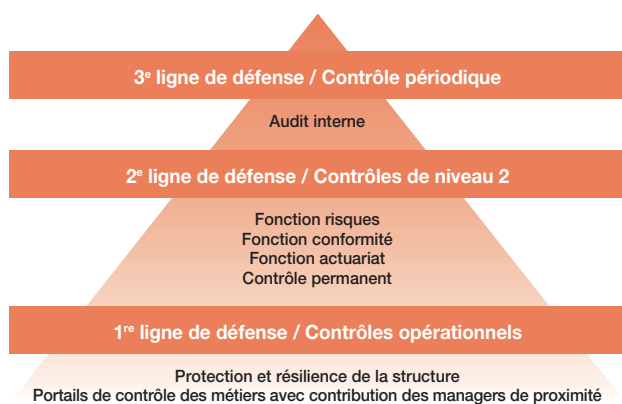 3e ligne de défense / Contrôle périodique
Audit interne
2e ligne de défense / Contrôles de niveau 2
Fonction risques
Fonction conformité
Fonction actuariat
Contrôle permanent
1re ligne de défense / Contrôles opérationnels
Protection et résilience de la structure
Portails de contrôle des métiers avec contribution des managers de proximité